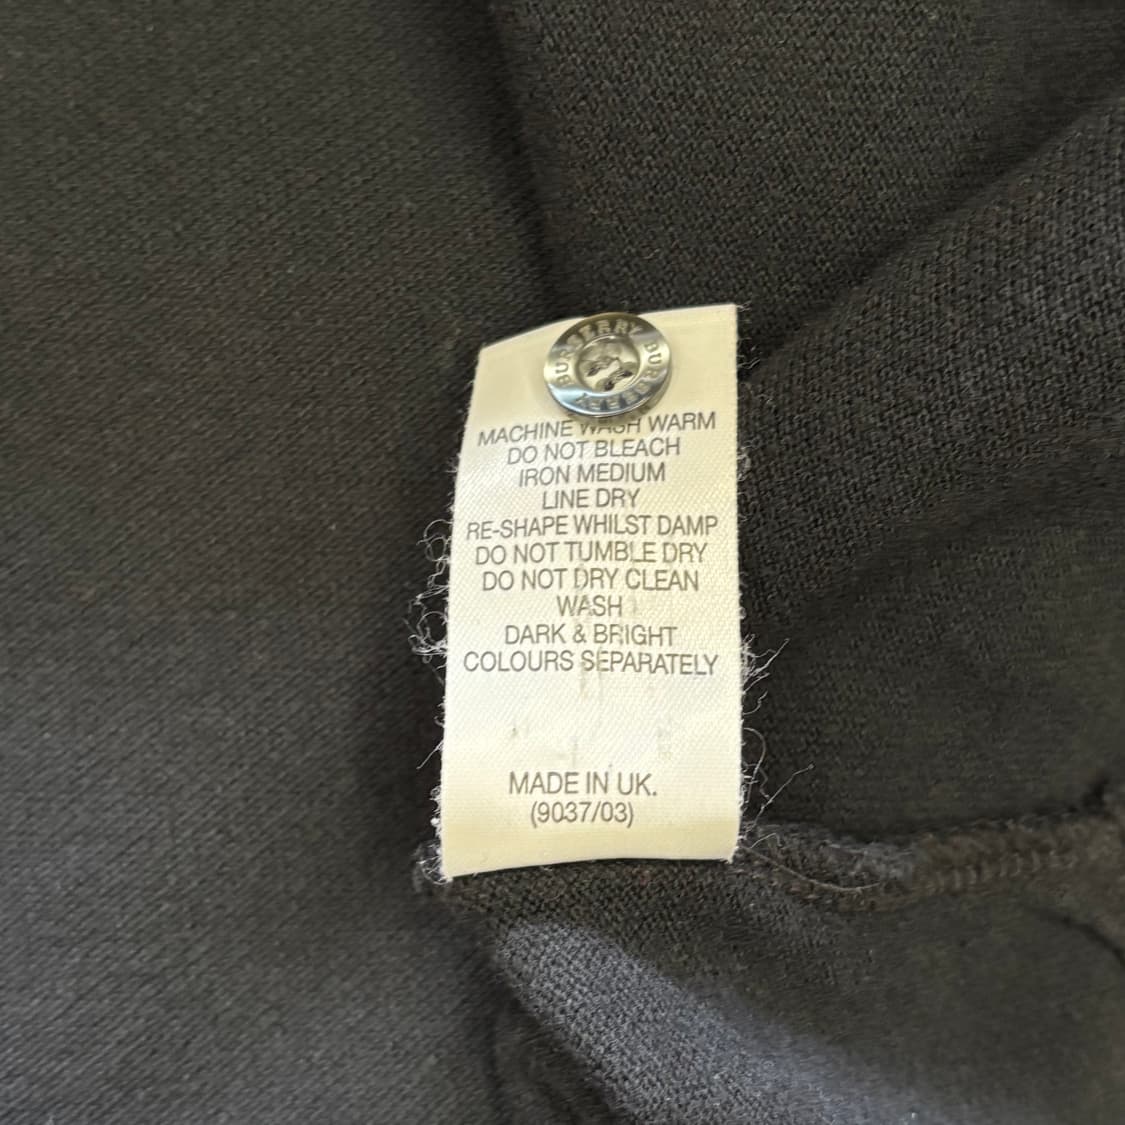 BURBERRY BURBERRY
MACHINE WASH WARM
DO NOT BLEACH
IRON MEDIUM
LINE DRY
RE-SHAPE WHILST DAMP
DO NOT TUMBLE DRY
DO NOT DRY CLEAN
WASH
DARK & BRIGHT
COLOURS SEPARATELY
MADE IN UK.
(9037/03)